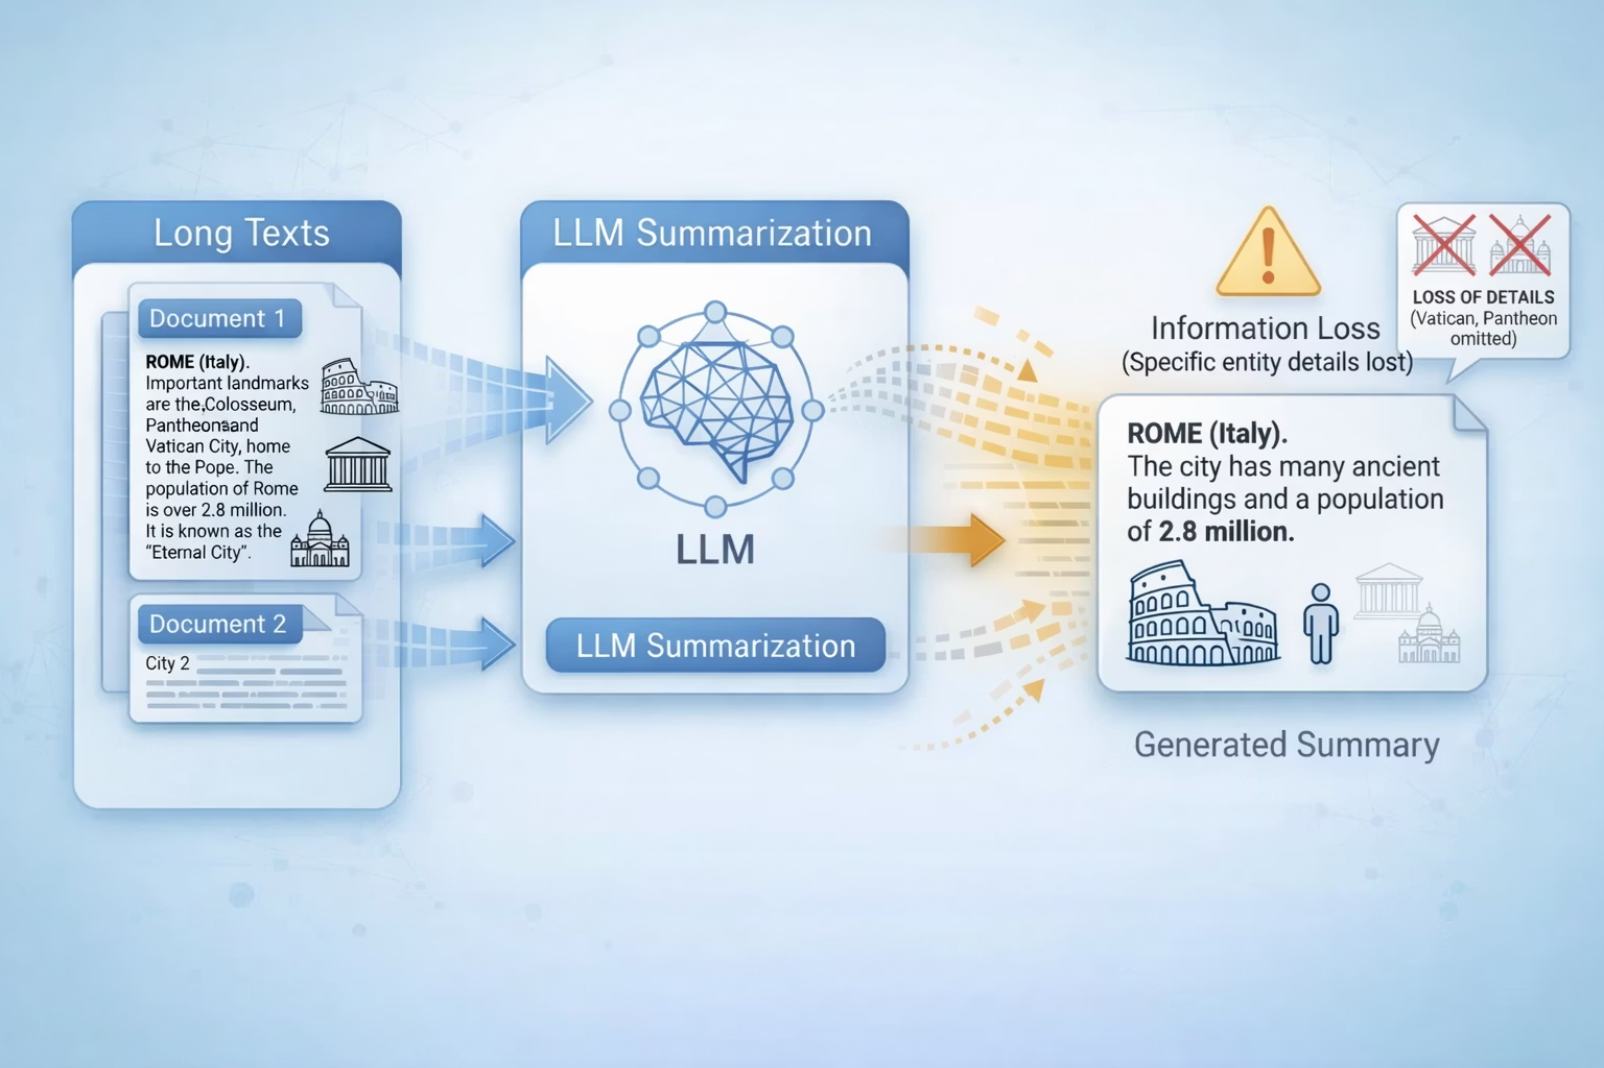 Long Texts
Document 1
ROME (Italy).
Important landmarks
are the,Colosseum,
Pantheonaand
Vatican City, home
to the Pope. The
population of Rome
is over 2.8 million.
It is known as the
"Eternal City".
Document 2
City 2
LLM Summarization
LLM
LLM Summarization
Information Loss
(Specific entity details lost)
LOSS OF DETAILS
(Vatican, Pantheon
omitted)
ROME (Italy).
The city has many ancient
buildings and a population
of 2.8 million.
Generated Summary